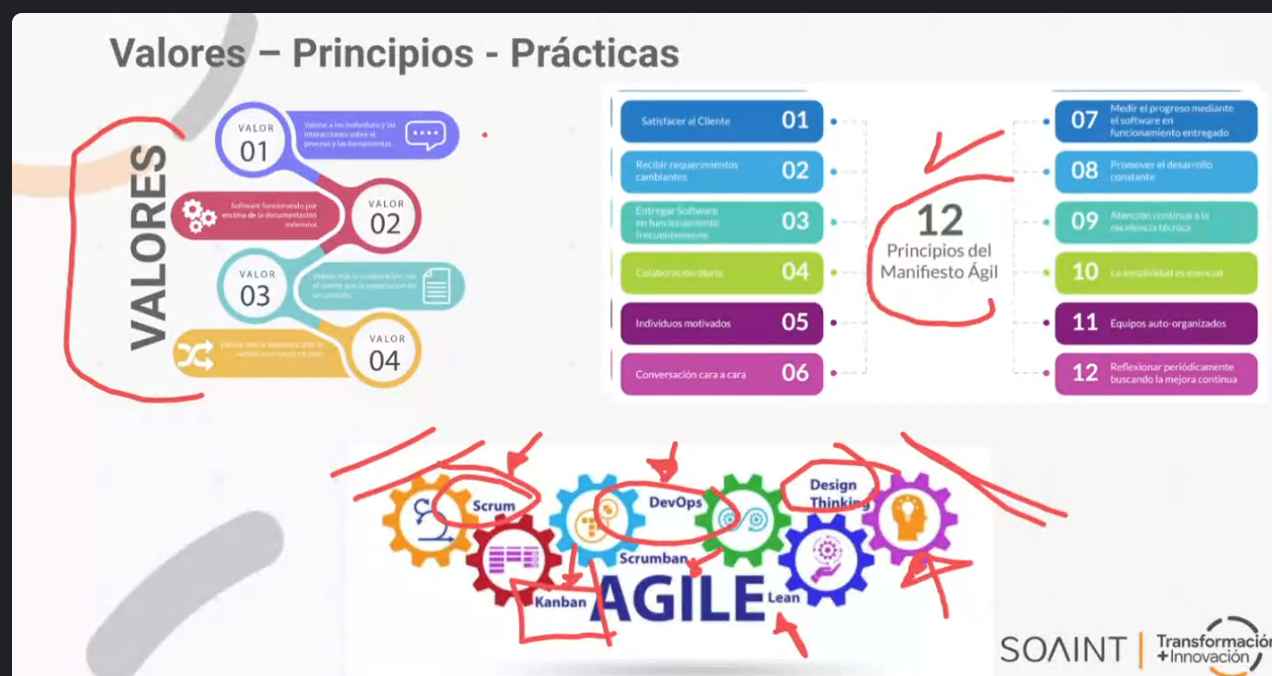 Valores – Principios - Prácticas
VALORES
VALOR
01
Valorar a los individuos y las
interacciones sobre el
proceso y las herramientas
Software funcionando por
encima de la documentación
extensiva
VALOR
02
VALOR
03
Valorar más la colaboración con
el cliente que la negociación de
un contrato
Valorar más la respuesta ante el
VALOR
04
Satisfacer al Cliente
01
Recibir requerimientos
cambiantes
02
Entregar Software
en funcionamiento
frecuentemente
03
Colaboración diaria
04
Individuos motivados
05
Conversación cara a cara
06
12
Principios del
Manifiesto Ágil
07
Medir el progreso mediante
el software en
funcionamiento entregado
08
Promover el desarrollo
constante
09
Atención continua a la
excelencia técnica
10
La simplicidad es esencial
11
Equipos auto-organizados
12
Reflexionar periódicamente
buscando la mejora continua
Scrum
DevOps
Design
Thinking
Scrumban
Kanban
AGILE
Lean
SOAINT
Transformación
+Innovación